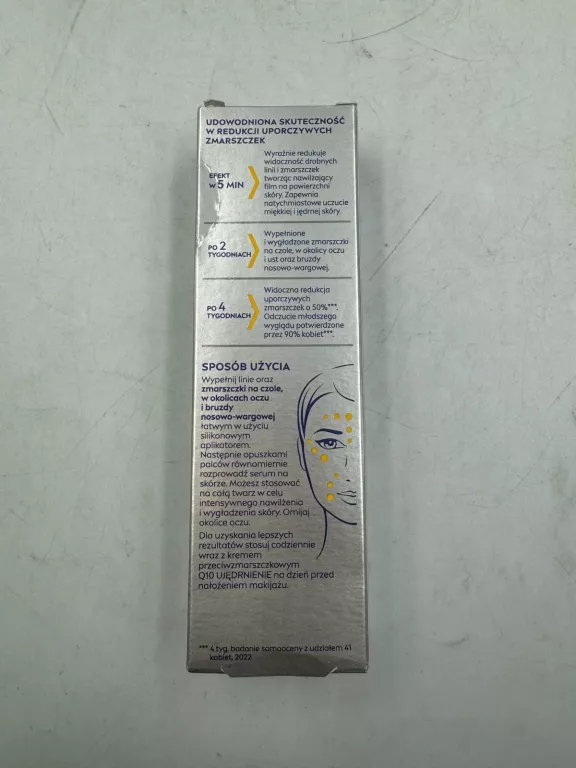 UDOWODNIONA SKUTECZNOŚĆ
W REDUKCJI UPORCZYWYCH
ZMARSZCZEK
EFEKT
W 5 MIN
Wyraźnie redukuje
widoczność drobnych
linii i zmarszczek
tworząc nawilżający
film na powierzchni
skóry. Zapewnia
natychmiastowe uczucie
miękkiej i jędrnej skóry.
PO 2
TYGODNIACH
Wypełnione
i wygładzone zmarszczki
na czole, w okolicy oczu
i ust oraz bruzdy
nosowo-wargowej.
PO 4
TYGODNIACH
Widoczna redukcja
uporczywych
zmarszczek o 50%***.
Odczucie młodszego
wyglądu potwierdzone
przez 90% kobiet***.
SPOSÓB UŻYCIA
Wypełnij linie oraz
zmarszczki na czole,
w okolicach oczu
i bruzdy
nosowo-wargowej
łatwym w użyciu
silikonowym
aplikatorem.
Następnie opuszkami
palców równomiernie
rozprowadź serum na
skórze. Możesz stosować
na całą twarz w celu
intensywnego nawilżenia
i wygładzenia skóry. Omijaj
okolice oczu.
Dla uzyskania lepszych
rezultatów stosuj codziennie
wraz z kremem
przeciwzmarszczkowym
Q10 UJĘDRNIENIE na dzień przed
nałożeniem makijażu.
*** 4 tyg. badanie samooceny z udziałem 41
kobiet, 2022